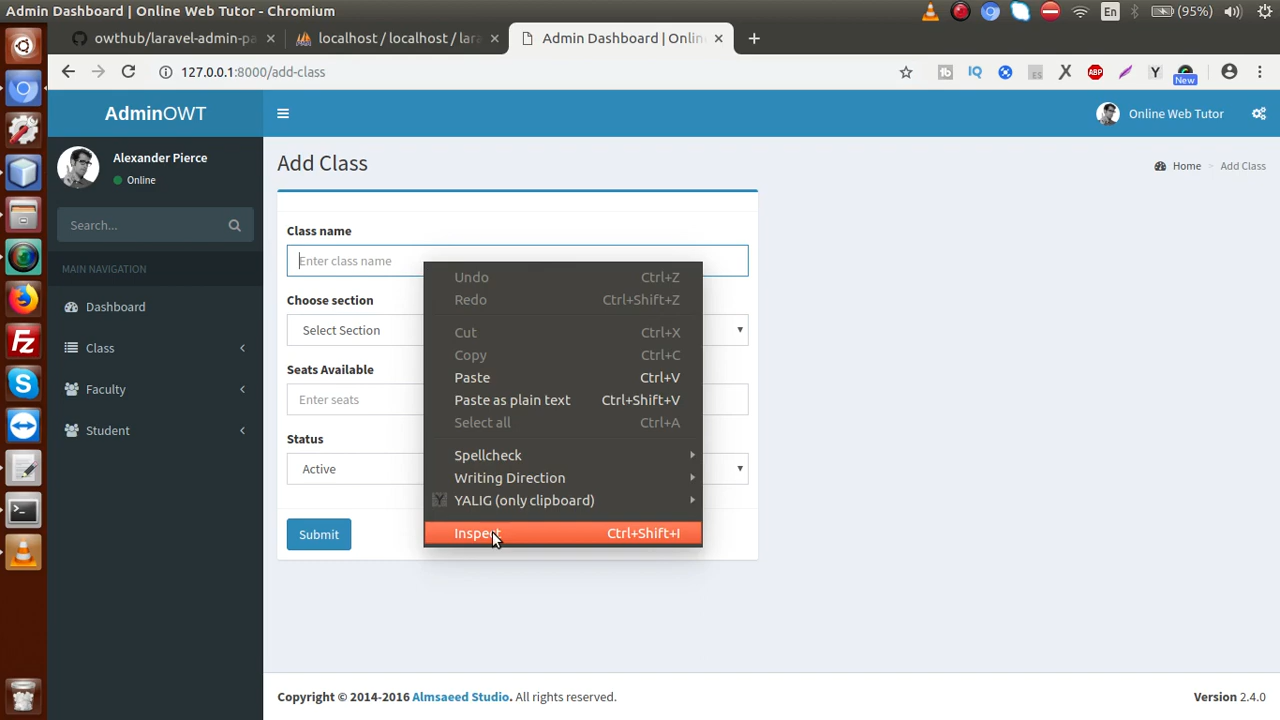 Admin Dashboard | Online Web Tutor - Chromium
En (95%)
owthub/laravel-admin-pa
localhost / localhost / lara
Admin Dashboard | Onlin
127.0.0.1:8000/add-class
IQ ES X ABP Y New
AdminOWT
Online Web Tutor
Alexander Pierce
Online
Search...
MAIN NAVIGATION
Dashboard
Class
Faculty
Student
Add Class
Home > Add Class
Class name
Enter class name
Choose section
Select Section
Seats Available
Enter seats
Status
Active
Submit
Undo Ctrl+Z
Redo Ctrl+Shift+Z
Cut Ctrl+X
Copy Ctrl+C
Paste Ctrl+V
Paste as plain text Ctrl+Shift+V
Select all Ctrl+A
Spellcheck
Writing Direction
YALIG (only clipboard)
Inspect Ctrl+Shift+I
Copyright © 2014-2016 Almsaeed Studio. All rights reserved.
Version 2.4.0